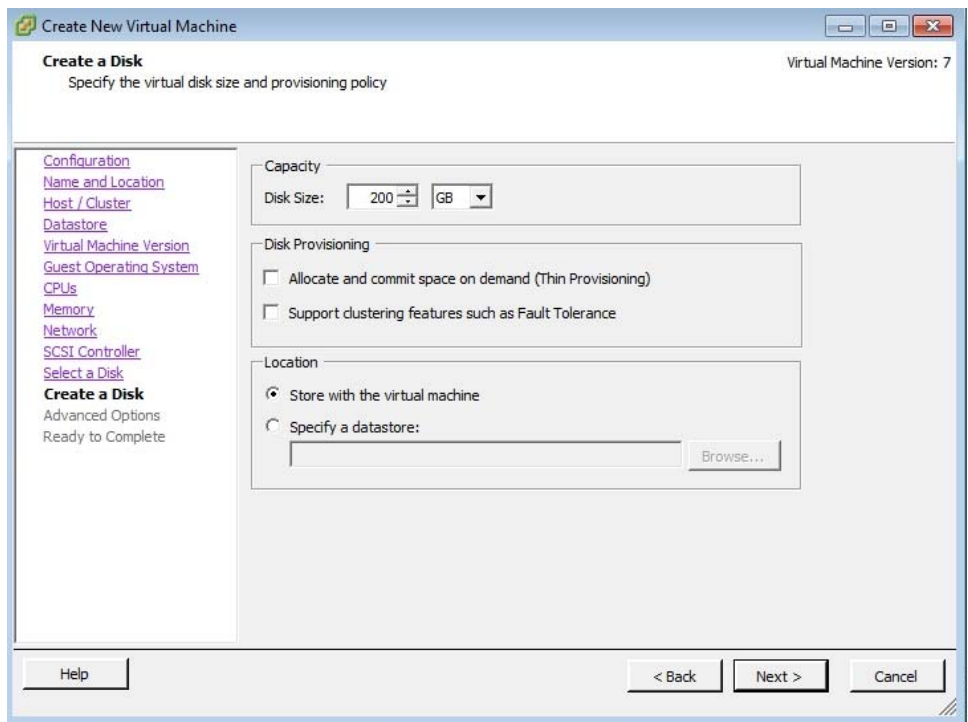 Create New Virtual Machine
Create a Disk
Specify the virtual disk size and provisioning policy
Virtual Machine Version: 7
Configuration
Name and Location
Host / Cluster
Datastore
Virtual Machine Version
Guest Operating System
CPUs
Memory
Network
SCSI Controller
Select a Disk
Create a Disk
Advanced Options
Ready to Complete
Capacity
Disk Size: 200 GB
Disk Provisioning
Allocate and commit space on demand (Thin Provisioning)
Support clustering features such as Fault Tolerance
Location
Store with the virtual machine
Specify a datastore:
Browse...
Help
< Back
Next >
Cancel